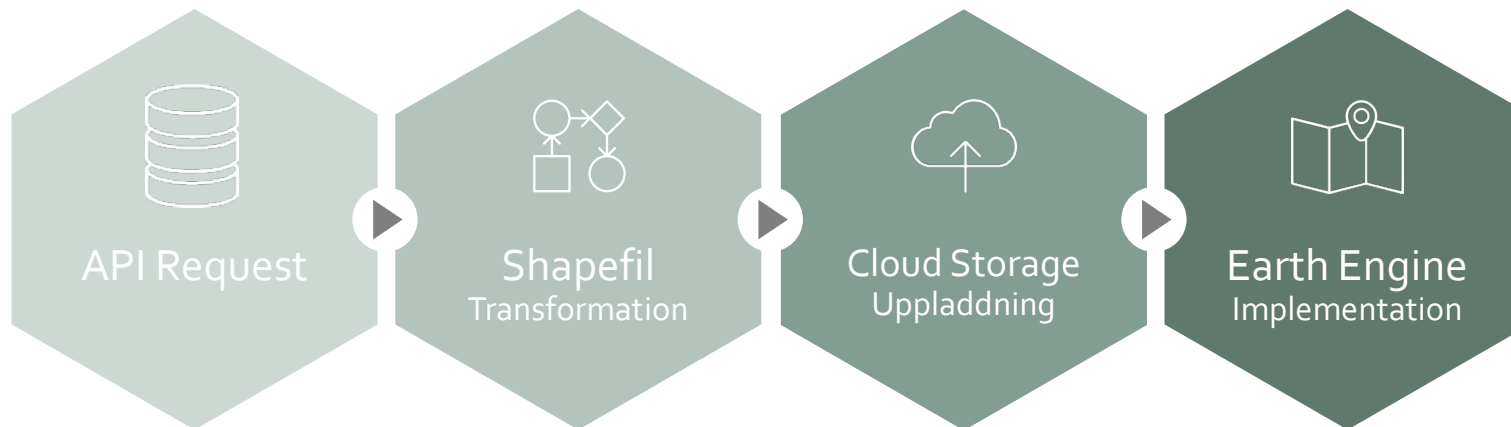 API Request
Shapefil
Transformation
Cloud Storage
Uppladdning
Earth Engine
Implementation